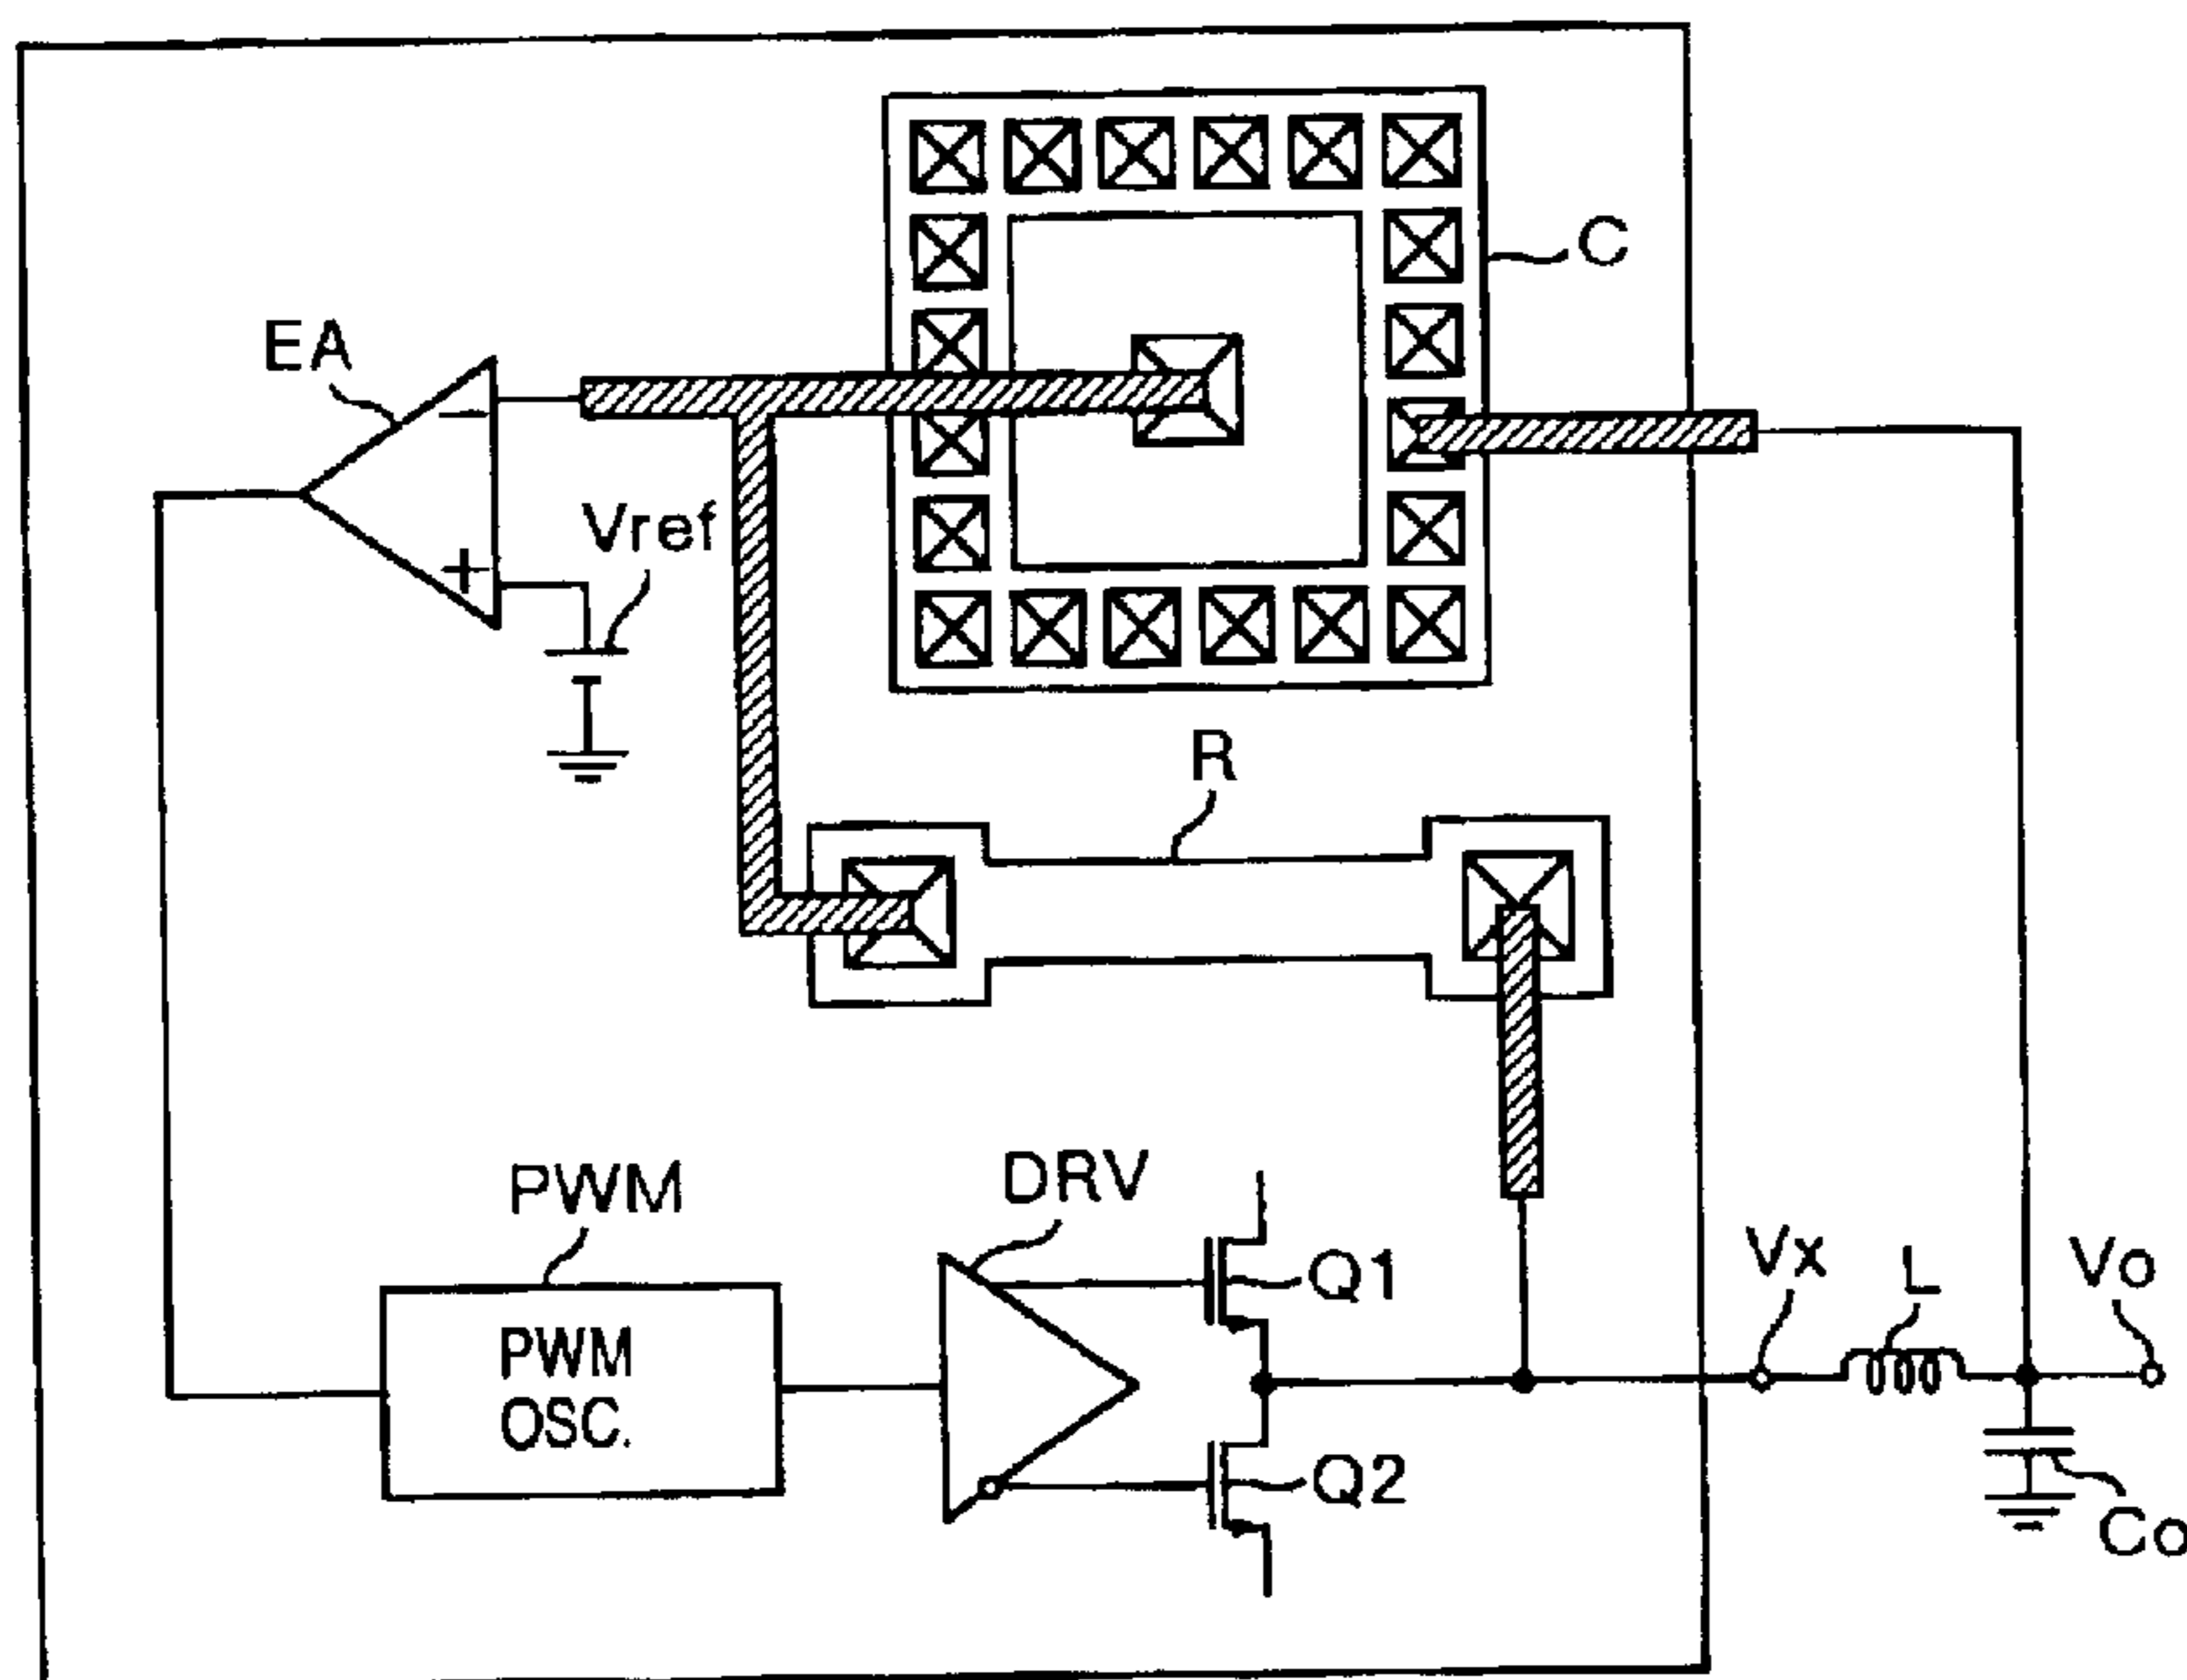 C
EA
−
Vref
+
R
PWM
DRV
Q1
Vx
L
Vo
PWM
OSC.
Q2
Co